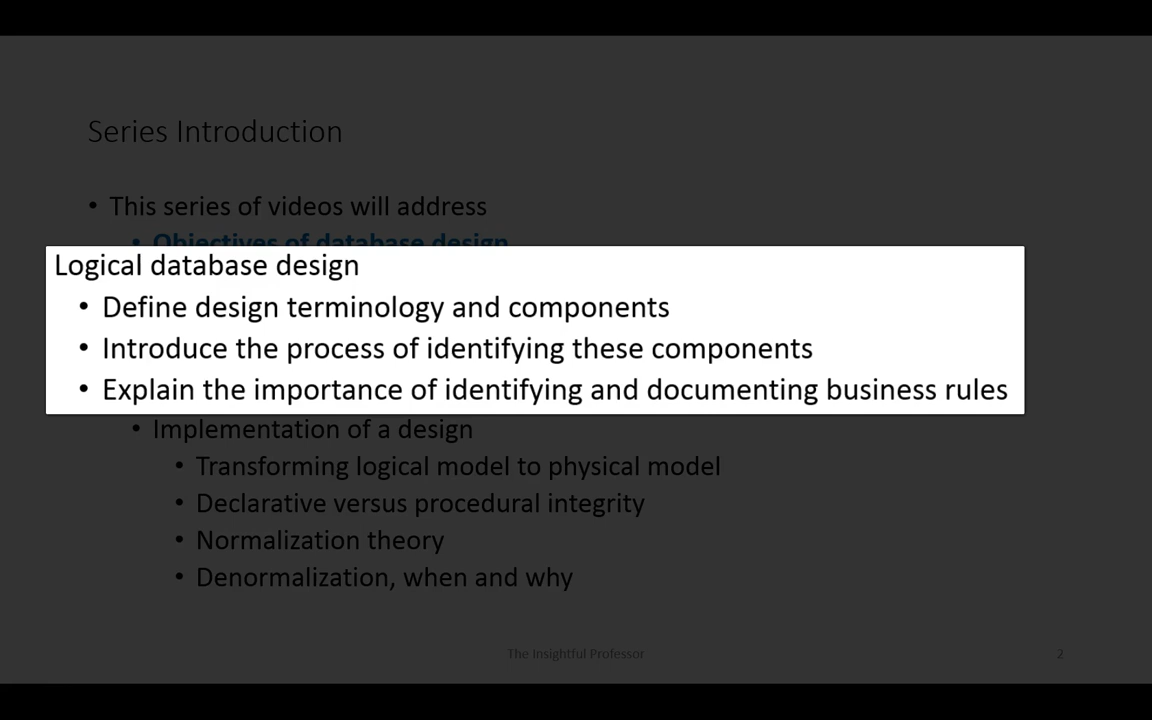 Series Introduction
• This series of videos will address
• Objectives of database design
Logical database design
• Define design terminology and components
• Introduce the process of identifying these components
• Explain the importance of identifying and documenting business rules
• Implementation of a design
• Transforming logical model to physical model
• Declarative versus procedural integrity
• Normalization theory
• Denormalization, when and why
The Insightful Professor
2